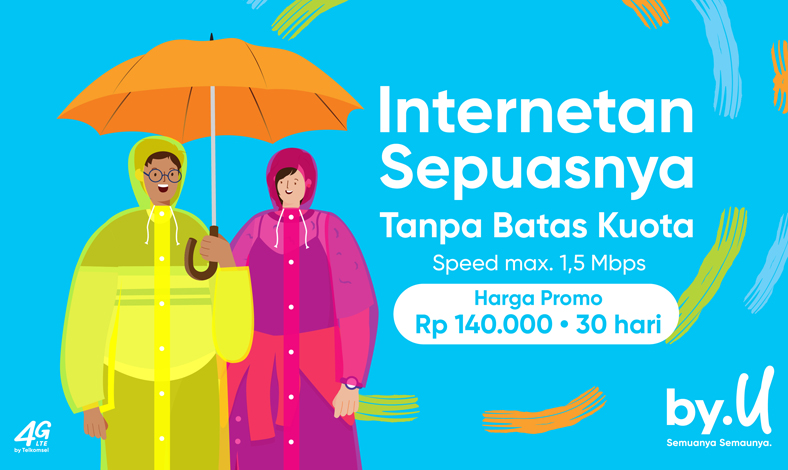 Internetan
Sepuasnya
Tanpa Batas Kuota
Speed max. 1,5 Mbps
Harga Promo
Rp 140.000 • 30 hari
by.U
Semuanya Semaunya.
4G
LTE
by Telkomsel